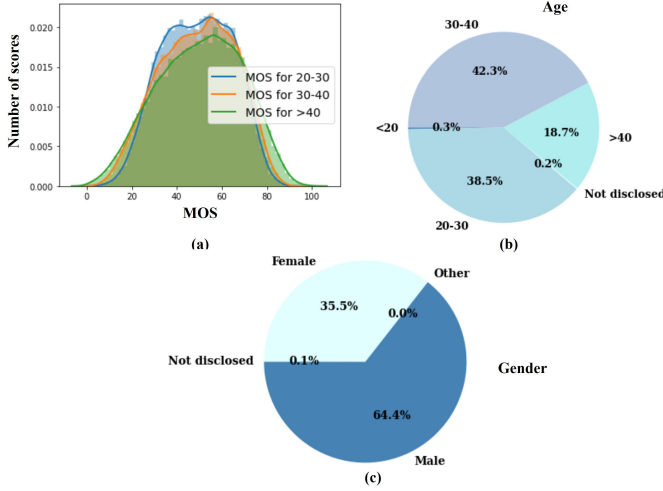 Number of scores
0.020
0.015
0.010
0.005
0.000
0
20
40
60
80
100
MOS for 20-30
MOS for 30-40
MOS for >40
MOS
(a)
Age
30-40
42.3%
<20
0.3%
18.7%
>40
0.2%
38.5%
Not disclosed
20-30
(b)
Female
Other
35.5%
0.0%
Not disclosed
0.1%
Gender
64.4%
Male
(c)